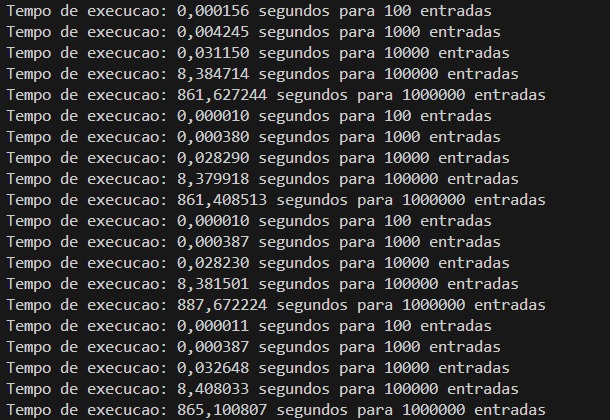 Tempo de execucao: 0,000156 segundos para 100 entradas
Tempo de execucao: 0,004245 segundos para 1000 entradas
Tempo de execucao: 0,031150 segundos para 10000 entradas
Tempo de execucao: 8,384714 segundos para 100000 entradas
Tempo de execucao: 861,627244 segundos para 1000000 entradas
Tempo de execucao: 0,000010 segundos para 100 entradas
Tempo de execucao: 0,000380 segundos para 1000 entradas
Tempo de execucao: 0,028290 segundos para 10000 entradas
Tempo de execucao: 8,379918 segundos para 100000 entradas
Tempo de execucao: 861,408513 segundos para 1000000 entradas
Tempo de execucao: 0,000010 segundos para 100 entradas
Tempo de execucao: 0,000387 segundos para 1000 entradas
Tempo de execucao: 0,028230 segundos para 10000 entradas
Tempo de execucao: 8,381501 segundos para 100000 entradas
Tempo de execucao: 887,672224 segundos para 1000000 entradas
Tempo de execucao: 0,000011 segundos para 100 entradas
Tempo de execucao: 0,000387 segundos para 1000 entradas
Tempo de execucao: 0,032648 segundos para 10000 entradas
Tempo de execucao: 8,408033 segundos para 100000 entradas
Tempo de execucao: 865,100807 segundos para 1000000 entradas